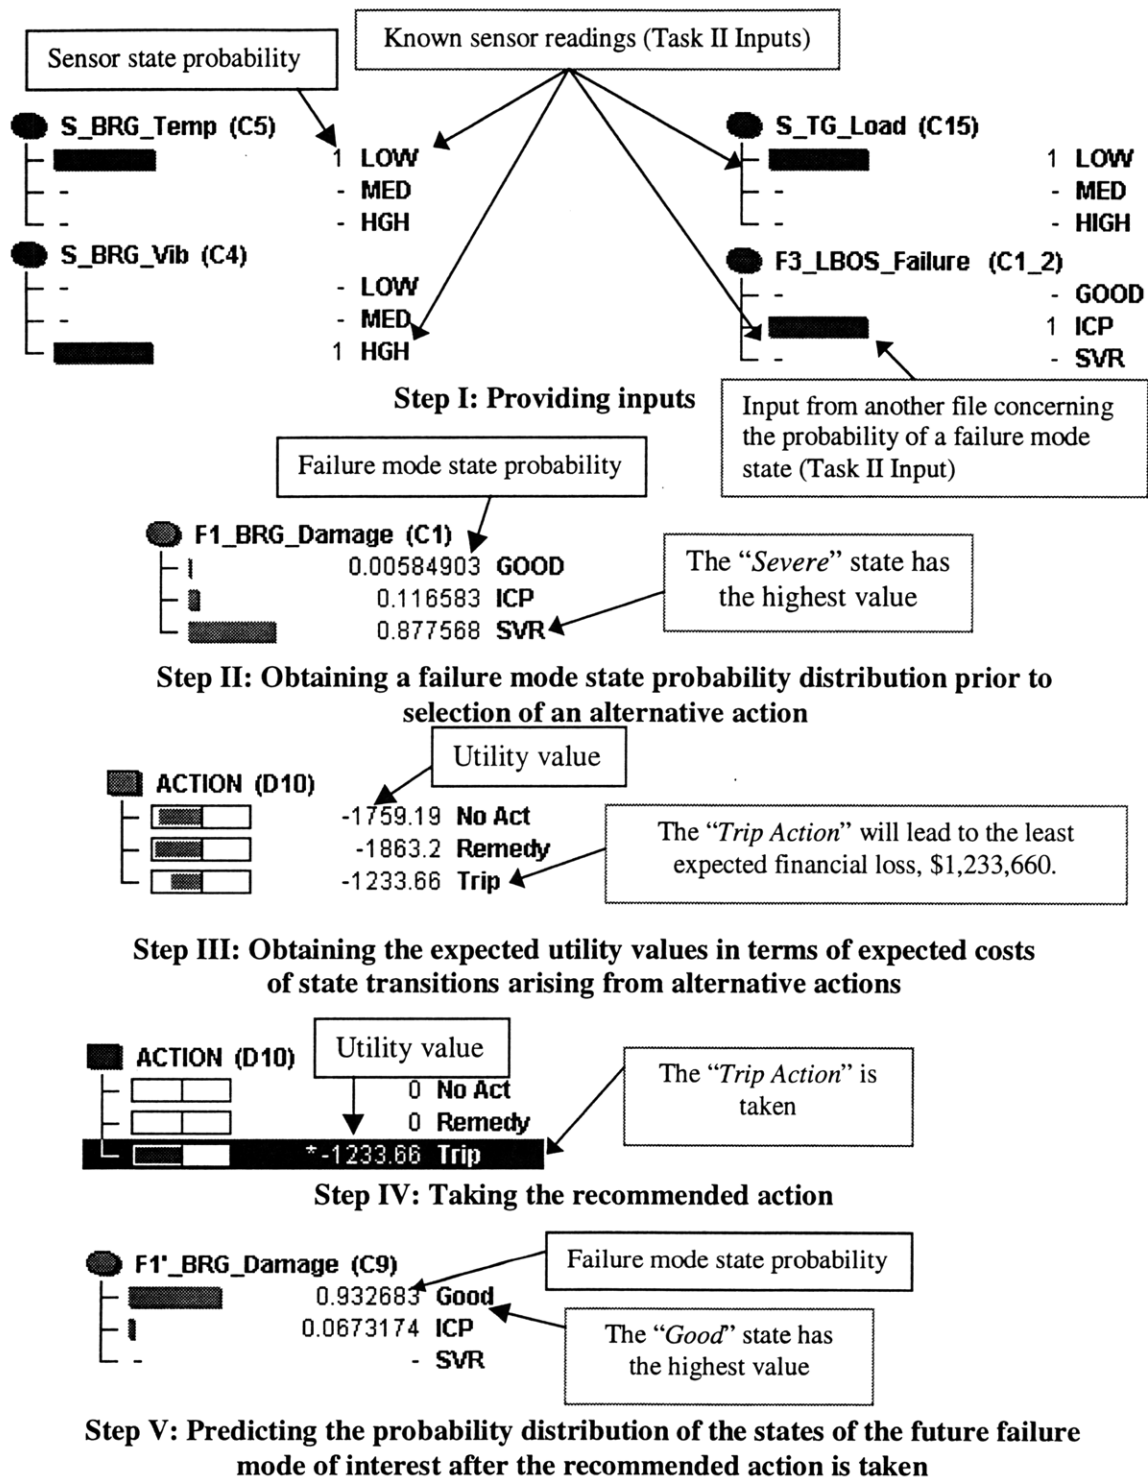 Known sensor readings (Task II Inputs)
Sensor state probability
S_BRG_Temp (C5)
1 LOW
- - MED
- - HGH
S_BRG_Vib (C4)
- - LOW
- - MED
1 HGH
S_TG_Load (C15)
1 LOW
- - MED
- - HIGH
F3_LBOS_Failure (C1_2)
- - GOOD
1 ICP
- - SVR
Step I: Providing inputs
Input from another file concerning
the probability of a failure mode
state (Task II Input)
Failure mode state probability
F1_BRG_Damage (C1)
0.00584903 GOOD
0.116583 ICP
0.877568 SVR
The “Severe” state has
the highest value
Step II: Obtaining a failure mode state probability distribution prior to
selection of an alternative action
Utility value
ACTION (D10)
-1759.19 No Act
-1863.2 Remedy
-1233.66 Trip
The “Trip Action” will lead to the least
expected financial loss, $1,233,660.
Step III: Obtaining the expected utility values in terms of expected costs
of state transitions arising from alternative actions
ACTION (D10)
Utility value
0 No Act
0 Remedy
*-1233.66 Trip
The “Trip Action” is
taken
Step IV: Taking the recommended action
F1'_BRG_Damage (C9)
0.932683 Good
0.0673174 ICP
- - SVR
Failure mode state probability
The “Good” state has
the highest value
Step V: Predicting the probability distribution of the states of the future failure
mode of interest after the recommended action is taken